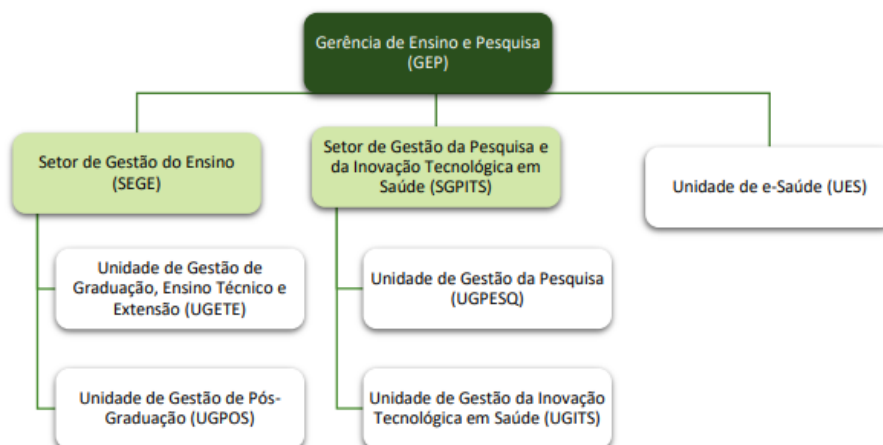 Gerência de Ensino e Pesquisa
(GEP)
Setor de Gestão do Ensino
(SEGE)
Setor de Gestão da Pesquisa e
da Inovação Tecnológica em
Saúde (SGPITS)
Unidade de e-Saúde (UES)
Unidade de Gestão de
Graduação, Ensino Técnico e
Extensão (UGETE)
Unidade de Gestão da Pesquisa
(UGPESQ)
Unidade de Gestão de Pós-
Graduação (UGPOS)
Unidade de Gestão da Inovação
Tecnológica em Saúde (UGITS)